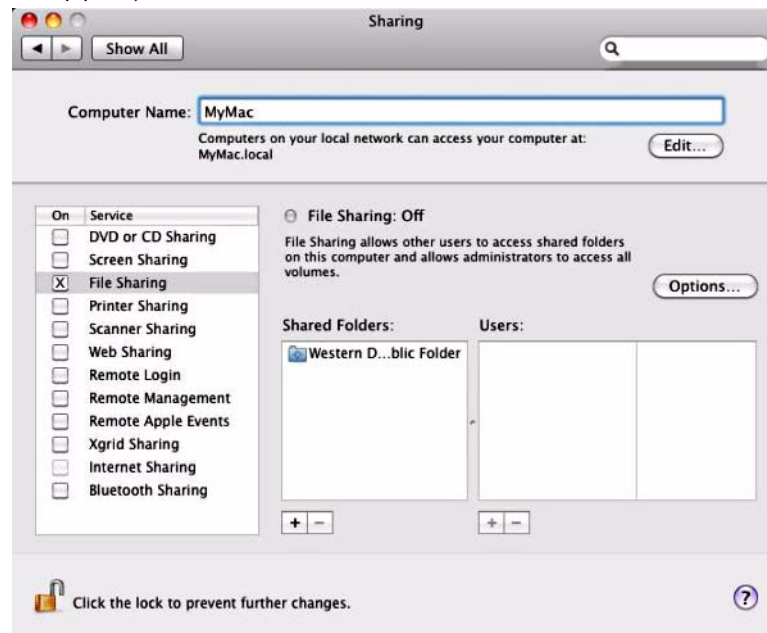 Sharing
Show All
Computer Name: MyMac
Computers on your local network can access your computer at:
MyMac.local
Edit...
On Service
DVD or CD Sharing
Screen Sharing
X File Sharing
Printer Sharing
Scanner Sharing
Web Sharing
Remote Login
Remote Management
Remote Apple Events
Xgrid Sharing
Internet Sharing
Bluetooth Sharing
File Sharing: Off
File Sharing allows other users to access shared folders
on this computer and allows administrators to access all
volumes.
Options...
Shared Folders:
Users:
Western D...blic Folder
+ −
+ −
Click the lock to prevent further changes.
?